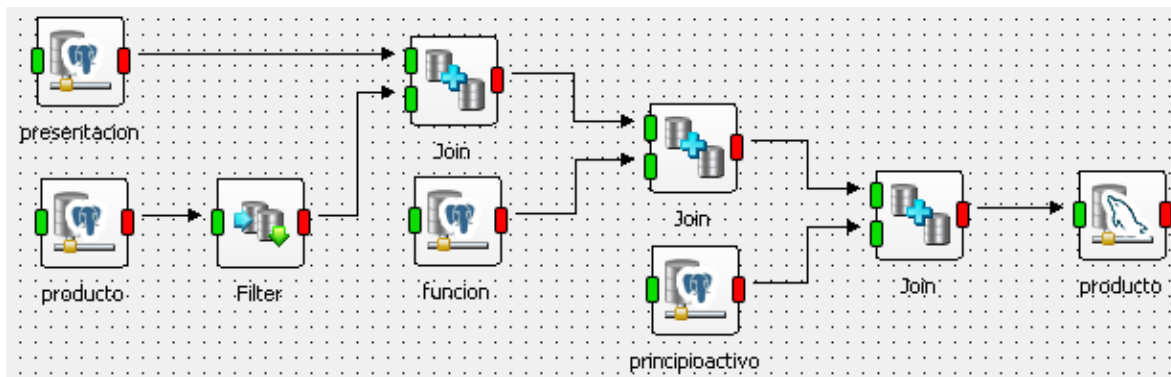 presentacion
Join
producto
Filter
funcion
Join
principioactivo
Join
producto